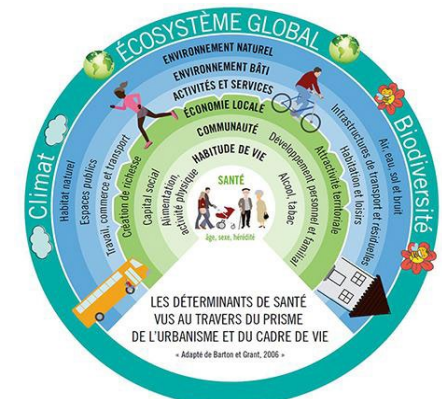 ÉCOSYSTÈME GLOBAL
Climat
Biodiversité
ENVIRONNEMENT NATUREL
ENVIRONNEMENT BÂTI
ACTIVITÉS ET SERVICES
ÉCONOMIE LOCALE
COMMUNAUTÉ
HABITUDE DE VIE
SANTÉ
âge, sexe, hérédité
Habitat naturel
Espaces publics
Travail, commerce et transport
Création de richesse
Capital social
Alimentation,
activité physique
Alcool, tabac
Développement personnel et familial
Attractivité territoriale
Habitation et loisirs
Infrastructures de transport et résiduelles
Air, eau, sol et bruit
LES DÉTERMINANTS DE SANTÉ
VUS AU TRAVERS DU PRISME
DE L'URBANISME ET DU CADRE DE VIE
« Adapté de Barton et Grant, 2006 »